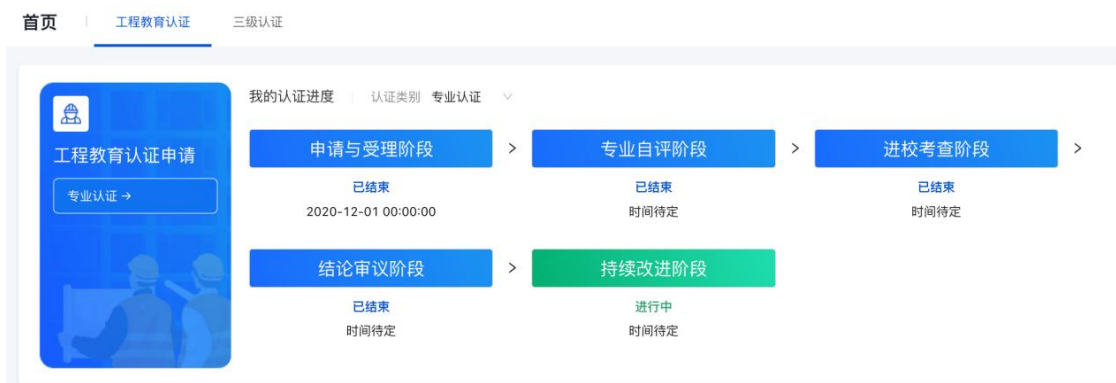 首页 工程教育认证 三级认证
工程教育认证申请
专业认证 →
我的认证进度 认证类别 专业认证
申请与受理阶段 > 专业自评阶段 > 进校考查阶段 >
已结束 已结束 已结束
2020-12-01 00:00:00 时间待定 时间待定
结论审议阶段 > 持续改进阶段
已结束 进行中
时间待定 时间待定